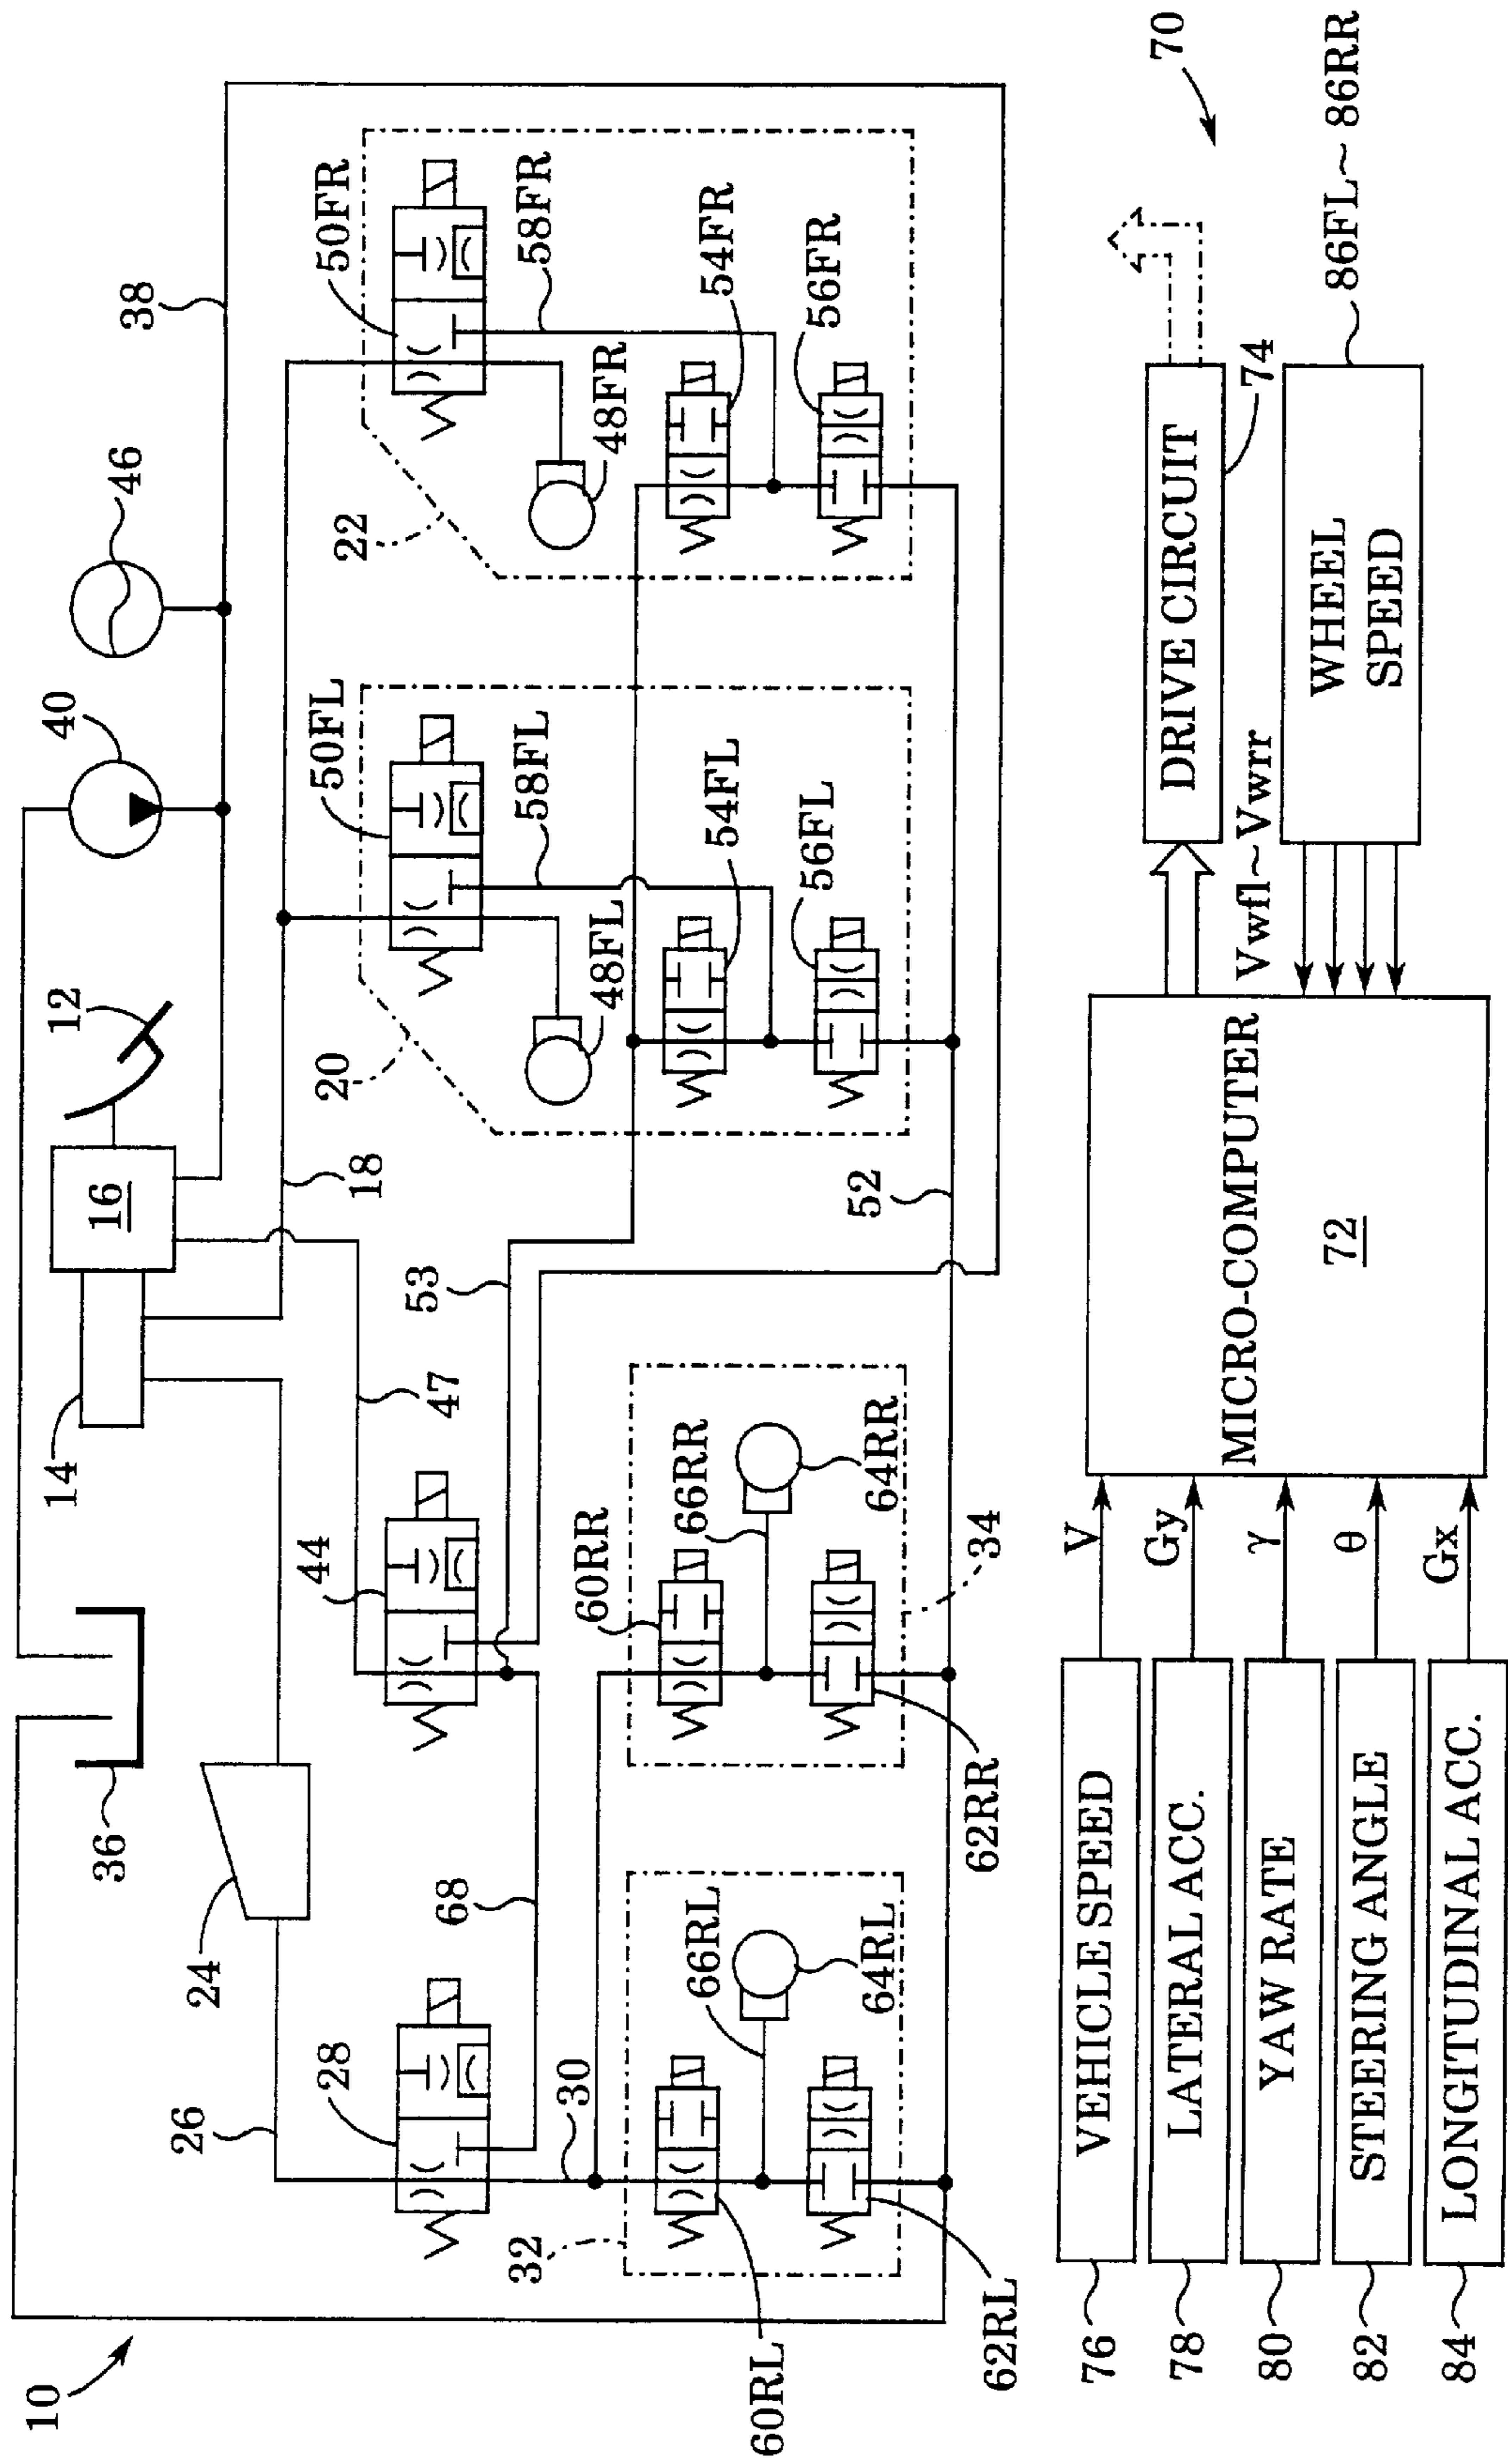 10
36
14
16
12
40
46
38
24
26
28
44
47
18
20
22
50FL
50FR
48FL
48FR
58FL
58FR
54FL
54FR
56FL
56FR
53
52
68
30
32
34
60RL
60RR
66RL
66RR
64RL
64RR
62RL
62RR
70
76
VEHICLE SPEED
V
78
LATERAL ACC.
Gy
80
YAW RATE
γ
82
STEERING ANGLE
θ
84
LONGITUDINAL ACC.
Gx
MICRO-COMPUTER
72
DRIVE CIRCUIT
74
Vwfl~Vwrr
WHEEL
SPEED
86FL~86RR